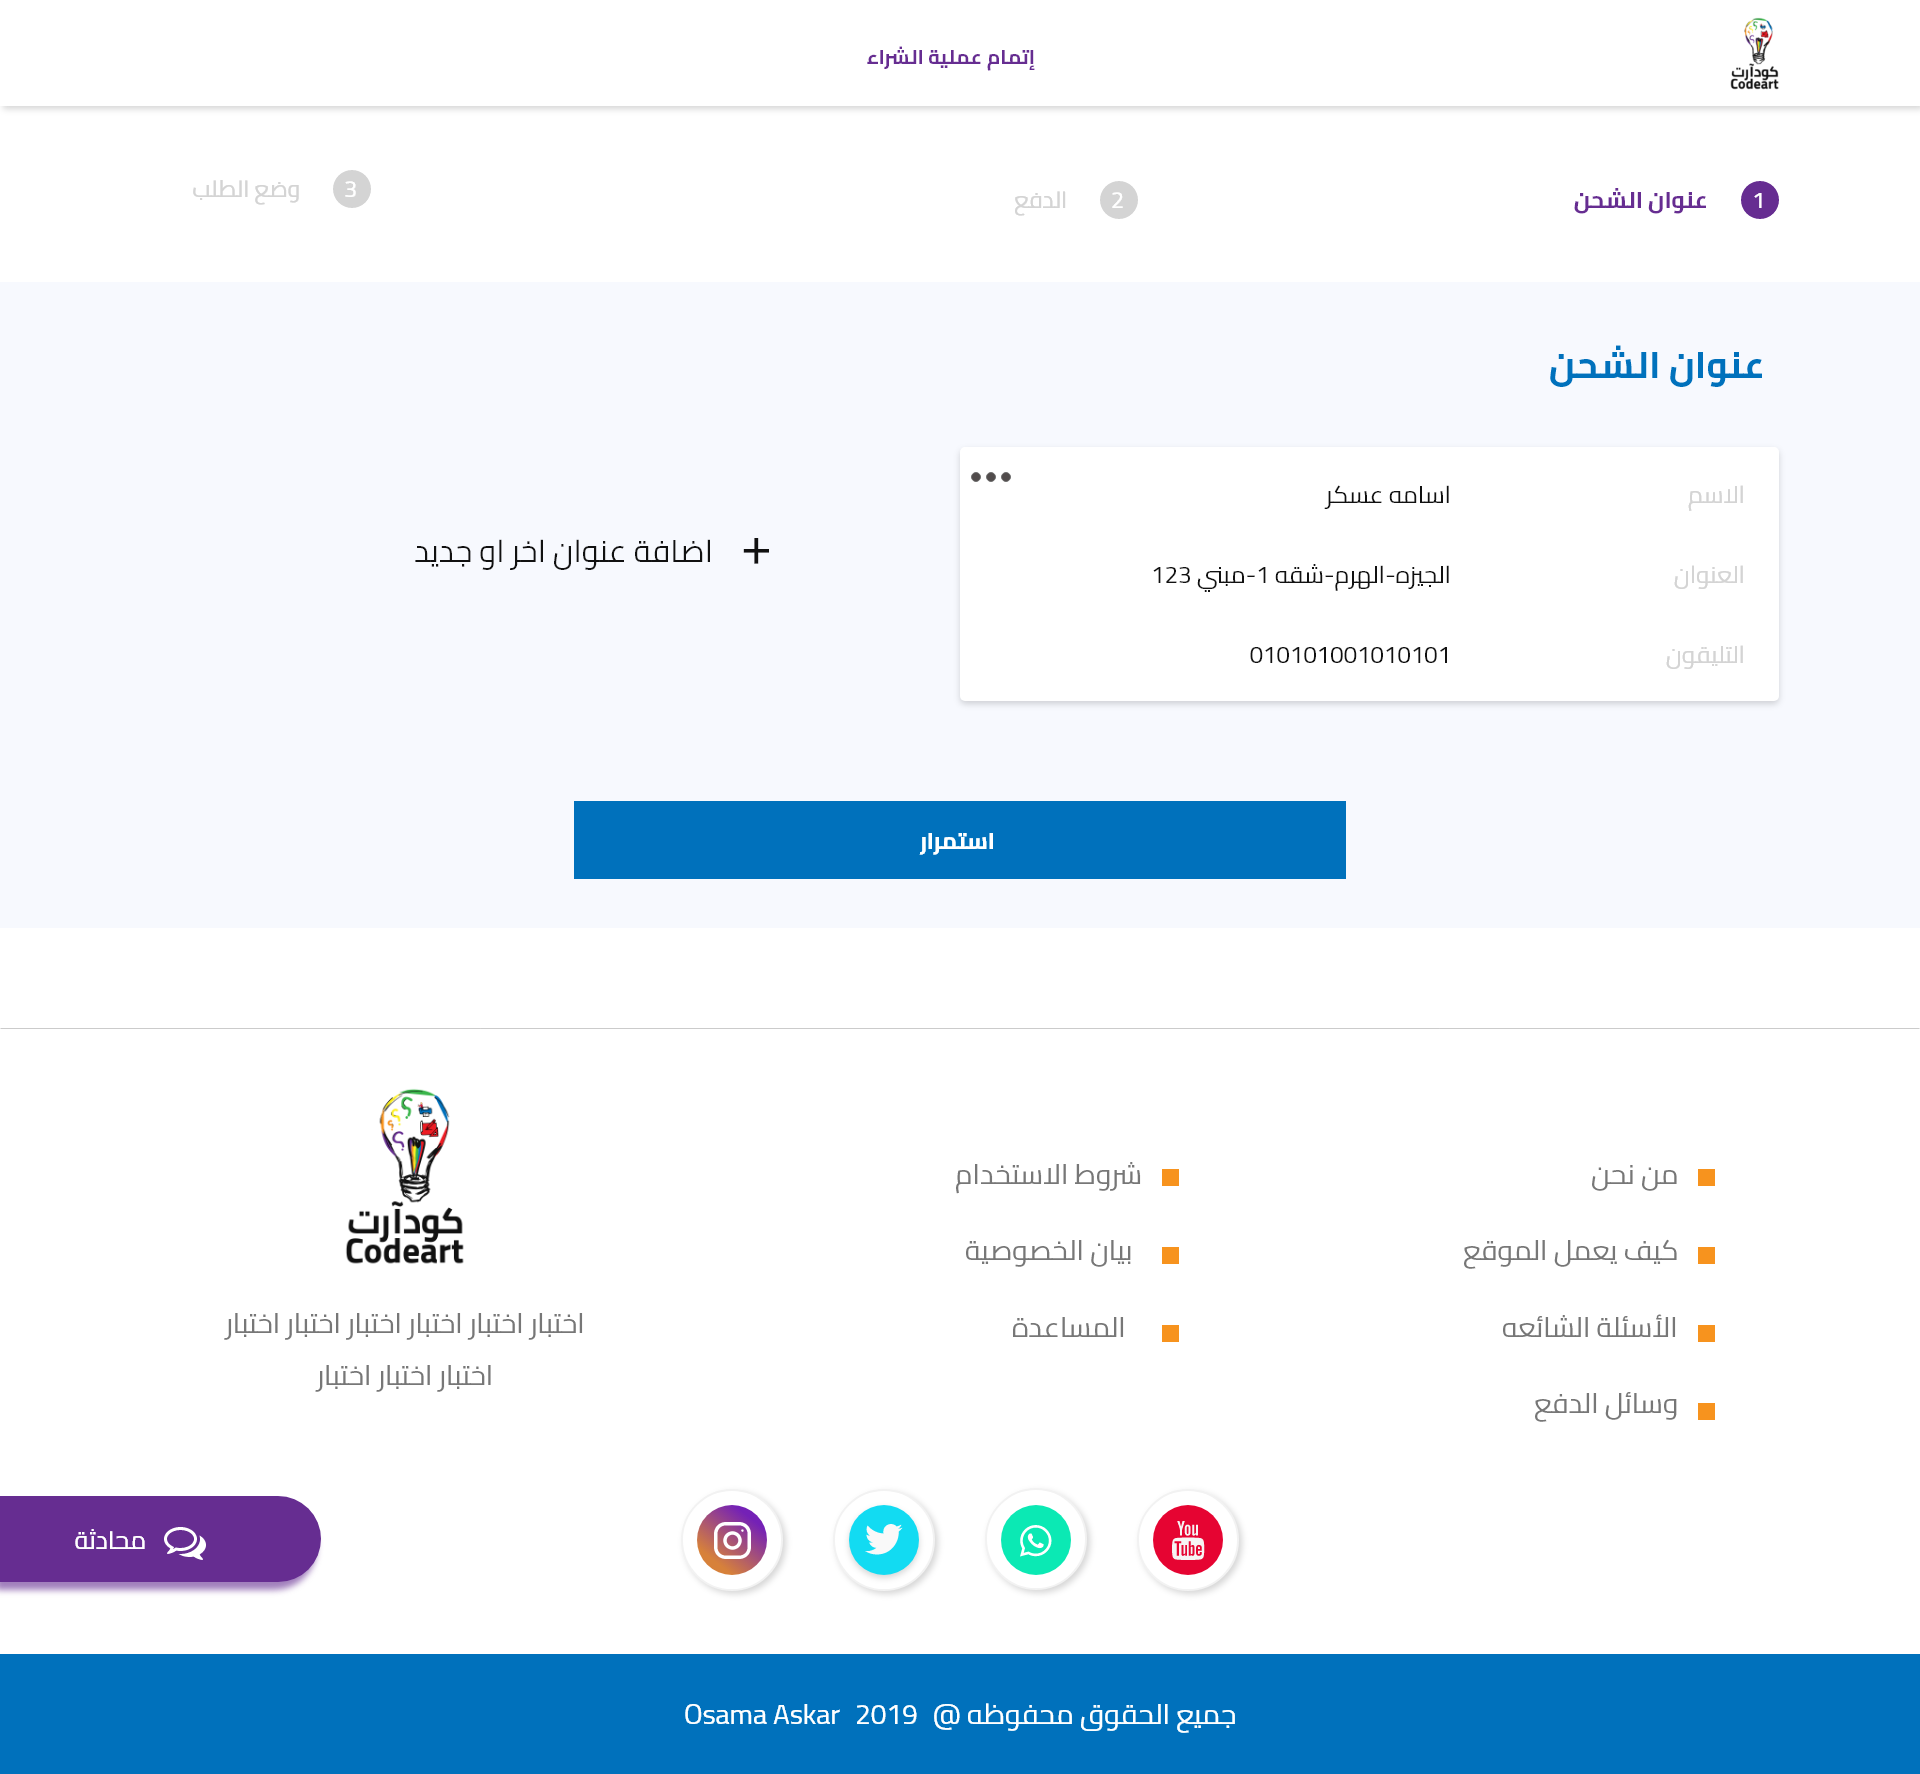 كودآرت
Codeart
إتمام عملية الشراء
1 عنوان الشحن
2 الدفع
3 وضع الطلب
عنوان الشحن
الاسم اسامه عسكر
العنوان الجيزه-الهرم-شقه 1-مبني 123
التليقون 010101001010101
+ اضافة عنوان اخر او جديد
استمرار
من نحن
كيف يعمل الموقع
الأسئلة الشائعه
وسائل الدفع
شروط الاستخدام
بيان الخصوصية
المساعدة
كودآرت
Codeart
اختبار اختبار اختبار اختبار اختبار اختبار
اختبار اختبار اختبار
You
Tube
محادثة
جميع الحقوق محفوظه @ 2019 Osama Askar